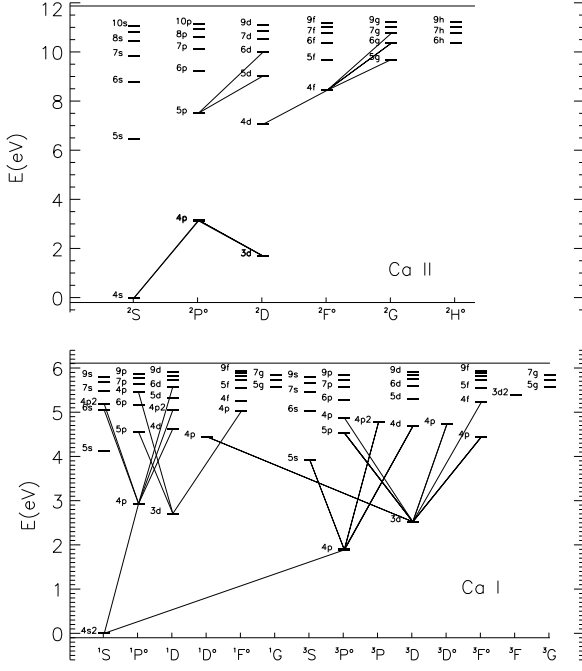 12
10s 10p 9d 9f 9g 9h
8s 8p 7d 7f 7g 7h
10
7s 7p 6d 6f 6g 6h
6s 6p 5d 5f 5g
8
4f
5p
4d
5s
6
E(eV)
4
4p
2
3d
Ca II
0
4s
²S ²P° ²D ²F° ²G ²H°
6
9s 9p 9d 9f 7g 9s 9p 9d 9f 7g
7s 7p 6d 5f 5g 7s 7p 6d 5f 5g
5
4p2 4p 5d 4f 5d 4f 3d2
6s 6p 4p2 4p 6s 6p 4p 4p2 4d 4p
5p 4d 4p 5p 4p
5s
4
5s
3
E(eV)
4p
3d
3d
2
4p
1
Ca I
0
4s2
¹S ¹P° ¹D ¹D° ¹F° ¹G ³S ³P° ³P ³D ³D° ³F° ³F ³G